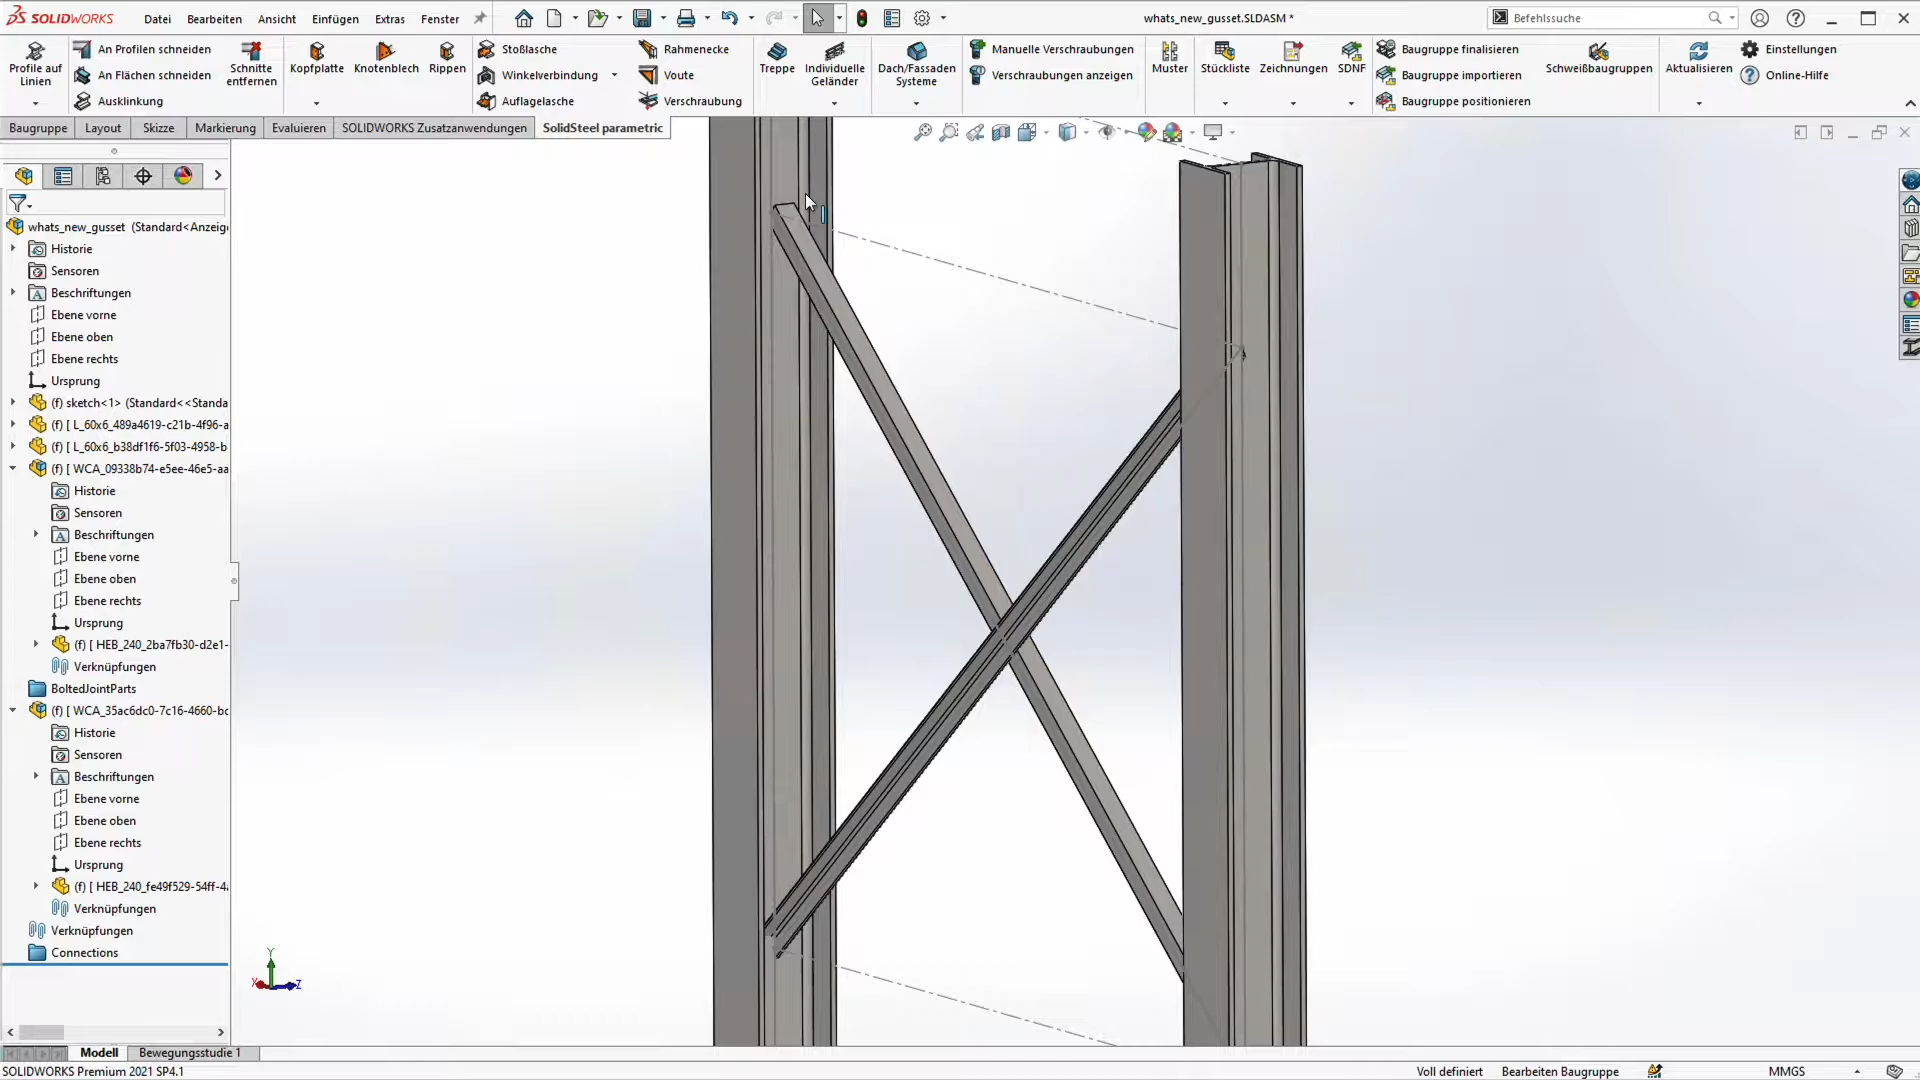 SOLIDWORKS Datei Bearbeiten Ansicht Einfügen Extras Fenster whats_new_gusset.SLDASM * Befehlssuche
Profile auf Linien
An Profilen schneiden
An Flächen schneiden
Ausklinkung
Schnitte entfernen
Kopfplatte
Knotenblech
Rippen
Stoßlasche
Winkelverbindung
Auflagelasche
Rahmenecke
Voute
Verschraubung
Treppe
Individuelle Geländer
Dach/Fassaden Systeme
Manuelle Verschraubungen
Verschraubungen anzeigen
Muster
Stückliste
Zeichnungen
SDNF
Baugruppe finalisieren
Baugruppe importieren
Baugruppe positionieren
Schweißbaugruppen
Aktualisieren
Einstellungen
Online-Hilfe
Baugruppe Layout Skizze Markierung Evaluieren SOLIDWORKS Zusatzanwendungen SolidSteel parametric
whats_new_gusset (Standard<Anzeig
Historie
Sensoren
Beschriftungen
Ebene vorne
Ebene oben
Ebene rechts
Ursprung
(f) sketch<1> (Standard<<Standa
(f) [ L_60x6_489a4619-c21b-4f96-a
(f) [ L_60x6_b38df1f6-5f03-4958-b
(f) [ WCA_09338b74-e5ee-46e5-aa
Historie
Sensoren
Beschriftungen
Ebene vorne
Ebene oben
Ebene rechts
Ursprung
(f) [ HEB_240_2ba7fb30-d2e1-
Verknüpfungen
BoltedJointParts
(f) [ WCA_35ac6dc0-7c16-4660-bc
Historie
Sensoren
Beschriftungen
Ebene vorne
Ebene oben
Ebene rechts
Ursprung
(f) [ HEB_240_fe49f529-54ff-4
Verknüpfungen
Verknüpfungen
Connections
Y
X
Z
Modell Bewegungsstudie 1
SOLIDWORKS Premium 2021 SP4.1 Voll definiert Bearbeiten Baugruppe MMGS